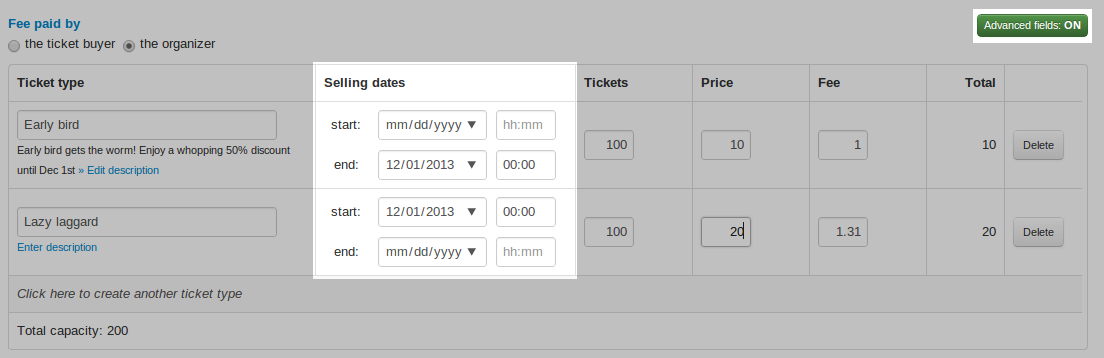 Fee paid by
Advanced fields: ON
the ticket buyer the organizer
Ticket type Selling dates Tickets Price Fee Total
Early bird start: mm/dd/yyyy hh:mm
Early bird gets the worm! Enjoy a whopping 50% discount 100 10 1 10 Delete
until Dec 1st » Edit description end: 12/01/2013 00:00
Lazy laggard start: 12/01/2013 00:00
100 20 1.31 20 Delete
Enter description end: mm/dd/yyyy hh:mm
Click here to create another ticket type
Total capacity: 200